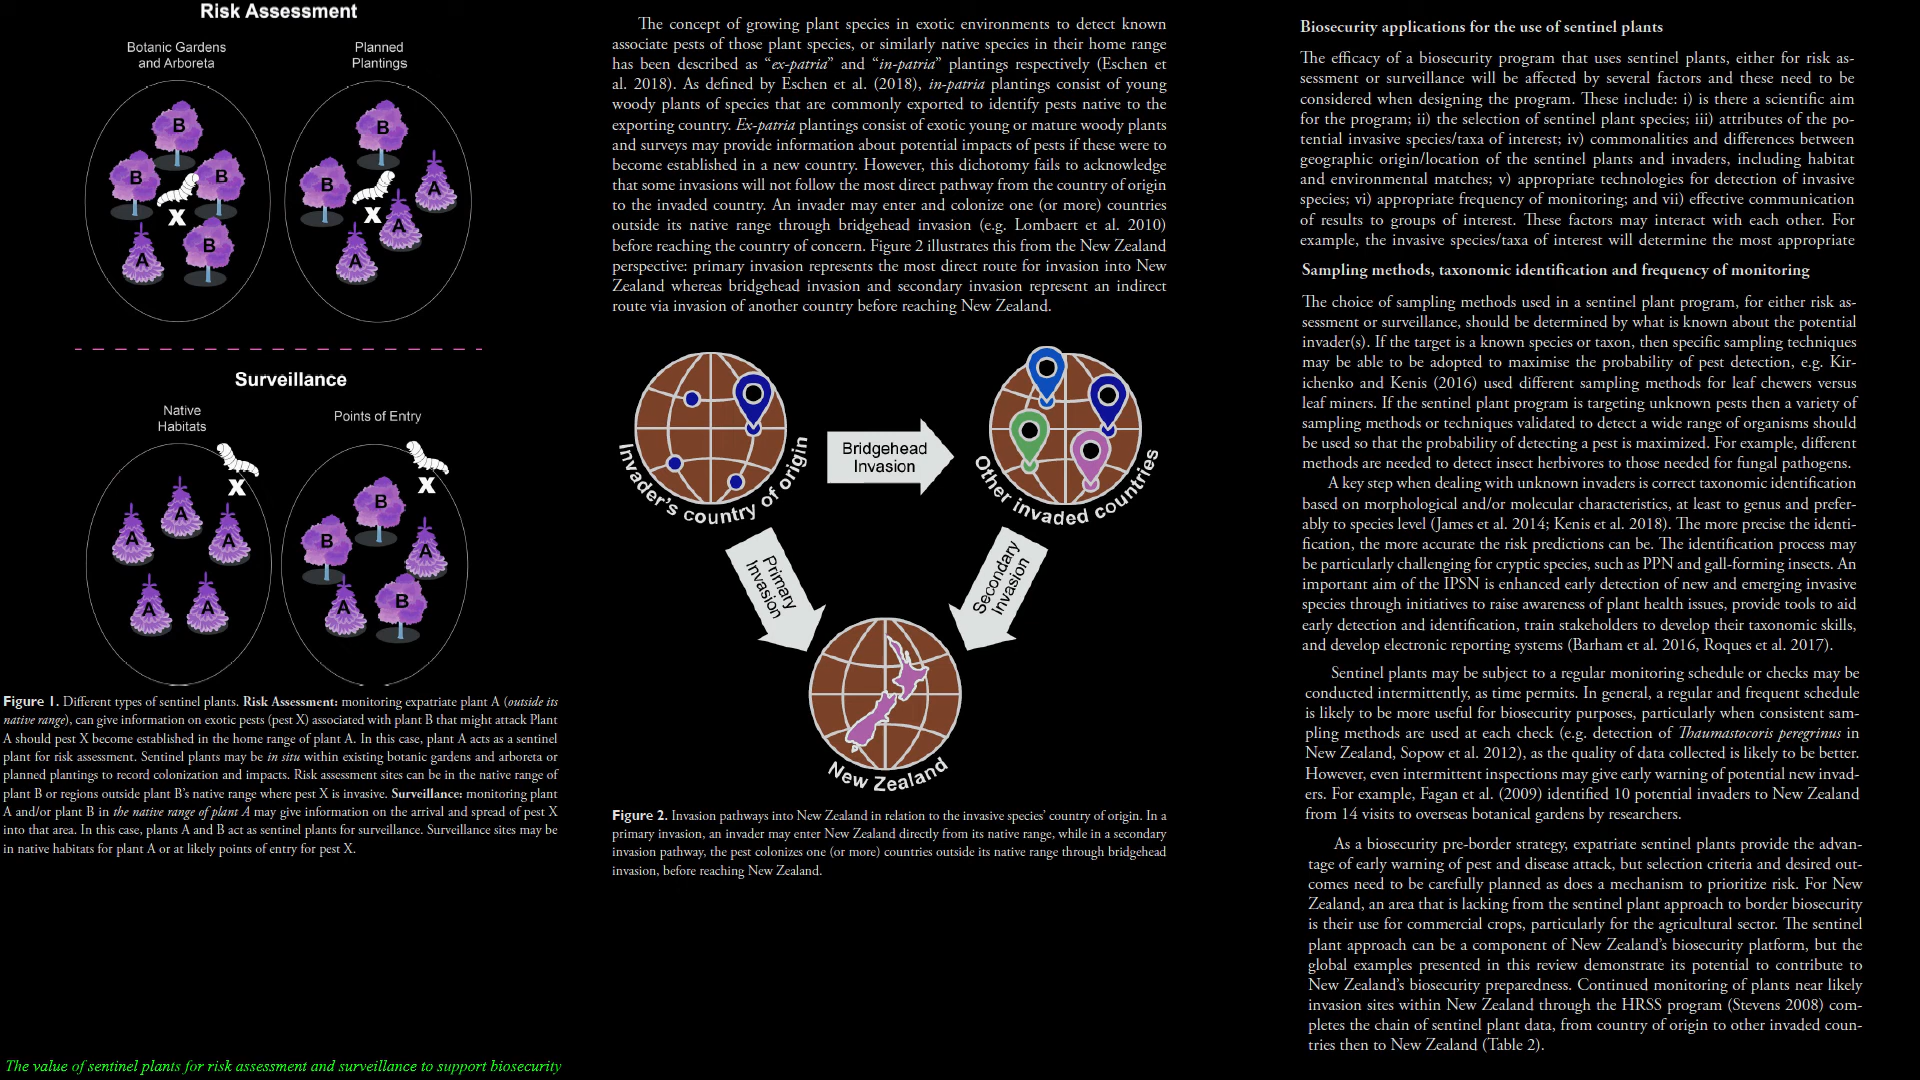 Risk Assessment
Botanic Gardens
and Arboreta
Planned
Plantings
B
B
B
X
B
A
B
B
A
X
A
A
Surveillance
Native
Habitats
Points of Entry
X
A
A
A
A
A
X
B
B
A
A
B
Figure 1. Different types of sentinel plants. Risk Assessment: monitoring expatriate plant A (outside its
native range), can give information on exotic pests (pest X) associated with plant B that might attack Plant
A should pest X become established in the home range of plant A. In this case, plant A acts as a sentinel
plant for risk assessment. Sentinel plants may be in situ within existing botanic gardens and arboreta or
planned plantings to record colonization and impacts. Risk assessment sites can be in the native range of
plant B or regions outside plant B's native range where pest X is invasive. Surveillance: monitoring plant
A and/or plant B in the native range of plant A may give information on the arrival and spread of pest X
into that area. In this case, plants A and B act as sentinel plants for surveillance. Surveillance sites may be
in native habitats for plant A or at likely points of entry for pest X.
The value of sentinel plants for risk assessment and surveillance to support biosecurity
The concept of growing plant species in exotic environments to detect known
associate pests of those plant species, or similarly native species in their home range
has been described as “ex-patria” and “in-patria” plantings respectively (Eschen et
al. 2018). As defined by Eschen et al. (2018), in-patria plantings consist of young
woody plants of species that are commonly exported to identify pests native to the
exporting country. Ex-patria plantings consist of exotic young or mature woody plants
and surveys may provide information about potential impacts of pests if these were to
become established in a new country. However, this dichotomy fails to acknowledge
that some invasions will not follow the most direct pathway from the country of origin
to the invaded country. An invader may enter and colonize one (or more) countries
outside its native range through bridgehead invasion (e.g. Lombaert et al. 2010)
before reaching the country of concern. Figure 2 illustrates this from the New Zealand
perspective: primary invasion represents the most direct route for invasion into New
Zealand whereas bridgehead invasion and secondary invasion represent an indirect
route via invasion of another country before reaching New Zealand.
Invader's country of origin
Bridgehead
Invasion
Other invaded countries
Primary
Invasion
Secondary
Invasion
New Zealand
Figure 2. Invasion pathways into New Zealand in relation to the invasive species' country of origin. In a
primary invasion, an invader may enter New Zealand directly from its native range, while in a secondary
invasion pathway, the pest colonizes one (or more) countries outside its native range through bridgehead
invasion, before reaching New Zealand.
Biosecurity applications for the use of sentinel plants
The efficacy of a biosecurity program that uses sentinel plants, either for risk as-
sessment or surveillance will be affected by several factors and these need to be
considered when designing the program. These include: i) is there a scientific aim
for the program; ii) the selection of sentinel plant species; iii) attributes of the po-
tential invasive species/taxa of interest; iv) commonalities and differences between
geographic origin/location of the sentinel plants and invaders, including habitat
and environmental matches; v) appropriate technologies for detection of invasive
species; vi) appropriate frequency of monitoring; and vii) effective communication
of results to groups of interest. These factors may interact with each other. For
example, the invasive species/taxa of interest will determine the most appropriate
Sampling methods, taxonomic identification and frequency of monitoring
The choice of sampling methods used in a sentinel plant program, for either risk as-
sessment or surveillance, should be determined by what is known about the potential
invader(s). If the target is a known species or taxon, then specific sampling techniques
may be able to be adopted to maximise the probability of pest detection, e.g. Kir-
ichenko and Kenis (2016) used different sampling methods for leaf chewers versus
leaf miners. If the sentinel plant program is targeting unknown pests then a variety of
sampling methods or techniques validated to detect a wide range of organisms should
be used so that the probability of detecting a pest is maximized. For example, different
methods are needed to detect insect herbivores to those needed for fungal pathogens.
A key step when dealing with unknown invaders is correct taxonomic identification
based on morphological and/or molecular characteristics, at least to genus and prefer-
ably to species level (James et al. 2014; Kenis et al. 2018). The more precise the identi-
fication, the more accurate the risk predictions can be. The identification process may
be particularly challenging for cryptic species, such as PPN and gall-forming insects. An
important aim of the IPSN is enhanced early detection of new and emerging invasive
species through initiatives to raise awareness of plant health issues, provide tools to aid
early detection and identification, train stakeholders to develop their taxonomic skills,
and develop electronic reporting systems (Barham et al. 2016, Roques et al. 2017).
Sentinel plants may be subject to a regular monitoring schedule or checks may be
conducted intermittently, as time permits. In general, a regular and frequent schedule
is likely to be more useful for biosecurity purposes, particularly when consistent sam-
pling methods are used at each check (e.g. detection of Thaumastocoris peregrinus in
New Zealand, Sopow et al. 2012), as the quality of data collected is likely to be better.
However, even intermittent inspections may give early warning of potential new invad-
ers. For example, Fagan et al. (2009) identified 10 potential invaders to New Zealand
from 14 visits to overseas botanical gardens by researchers.
As a biosecurity pre-border strategy, expatriate sentinel plants provide the advan-
tage of early warning of pest and disease attack, but selection criteria and desired out-
comes need to be carefully planned as does a mechanism to prioritize risk. For New
Zealand, an area that is lacking from the sentinel plant approach to border biosecurity
is their use for commercial crops, particularly for the agricultural sector. The sentinel
plant approach can be a component of New Zealand's biosecurity platform, but the
global examples presented in this review demonstrate its potential to contribute to
New Zealand's biosecurity preparedness. Continued monitoring of plants near likely
invasion sites within New Zealand through the HRSS program (Stevens 2008) com-
pletes the chain of sentinel plant data, from country of origin to other invaded coun-
tries then to New Zealand (Table 2).